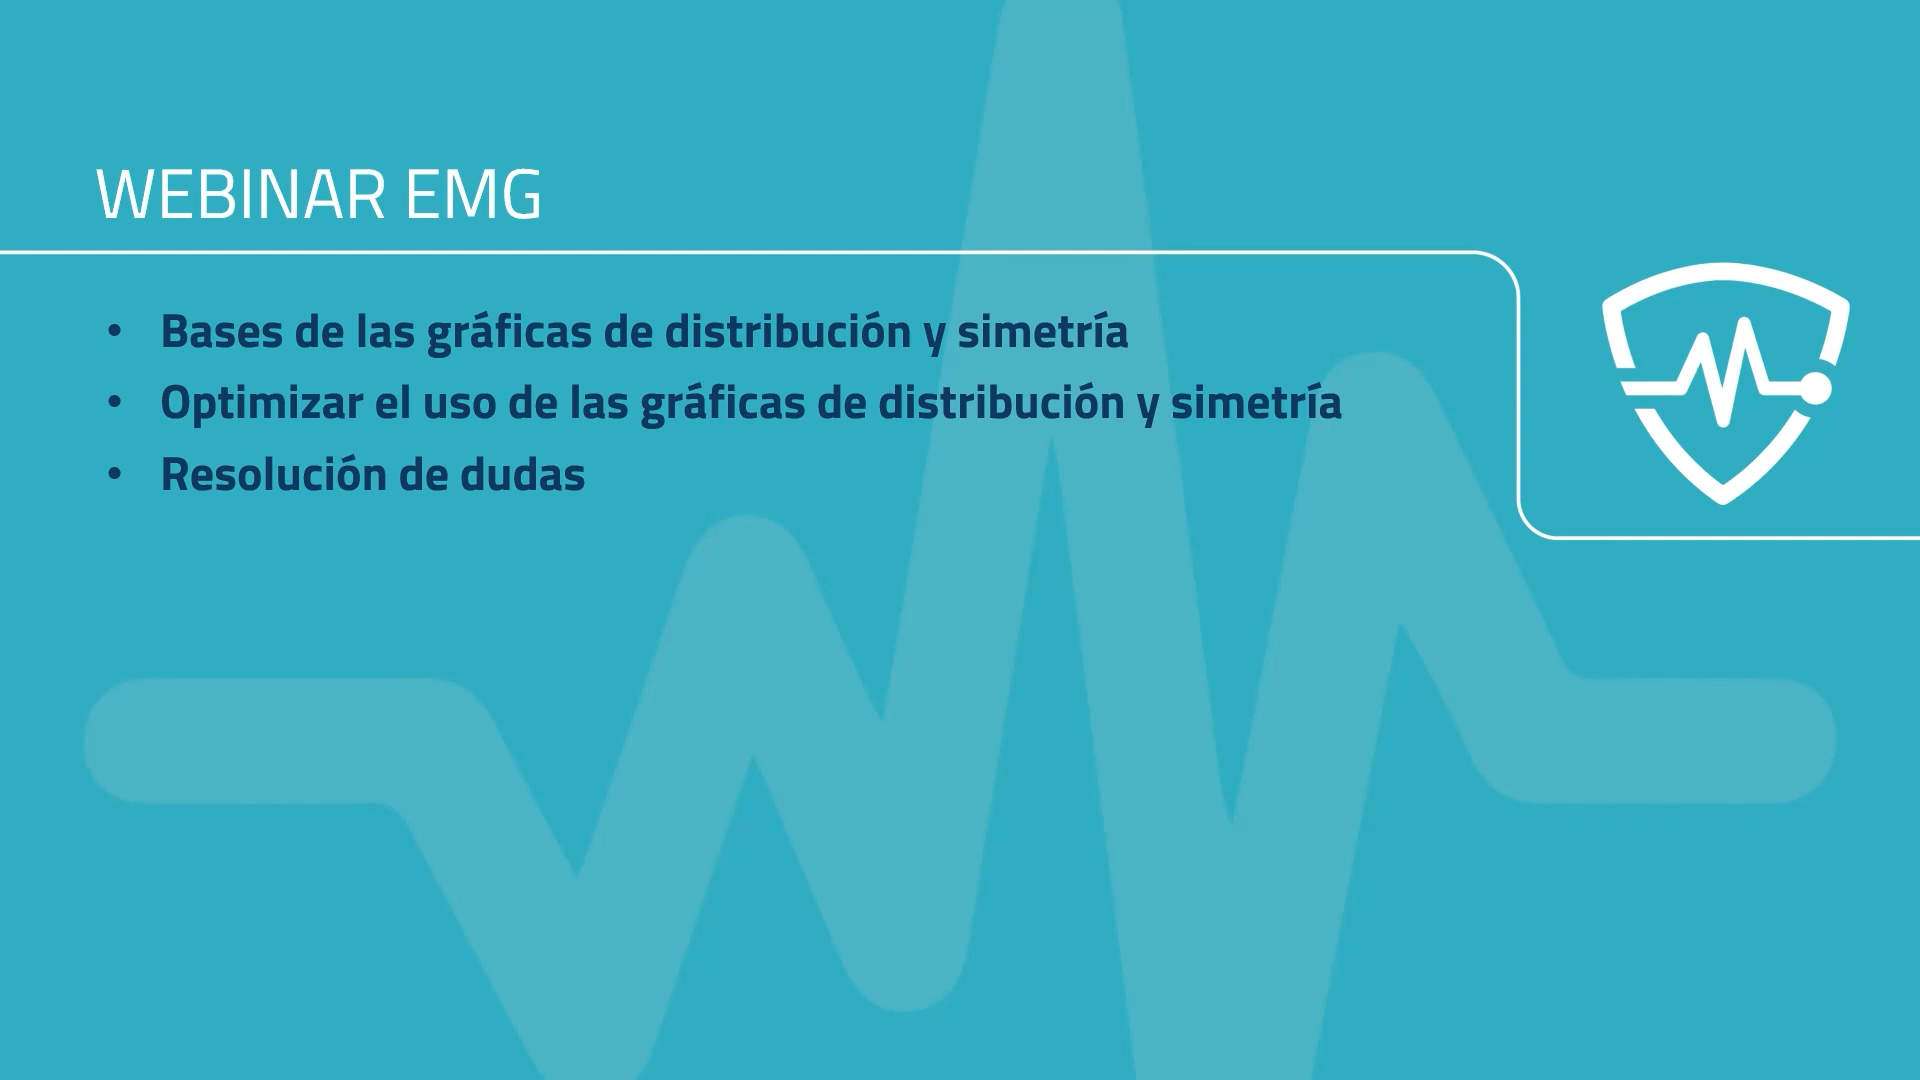 WEBINAR EMG
• Bases de las gráficas de distribución y simetría
• Optimizar el uso de las gráficas de distribución y simetría
• Resolución de dudas